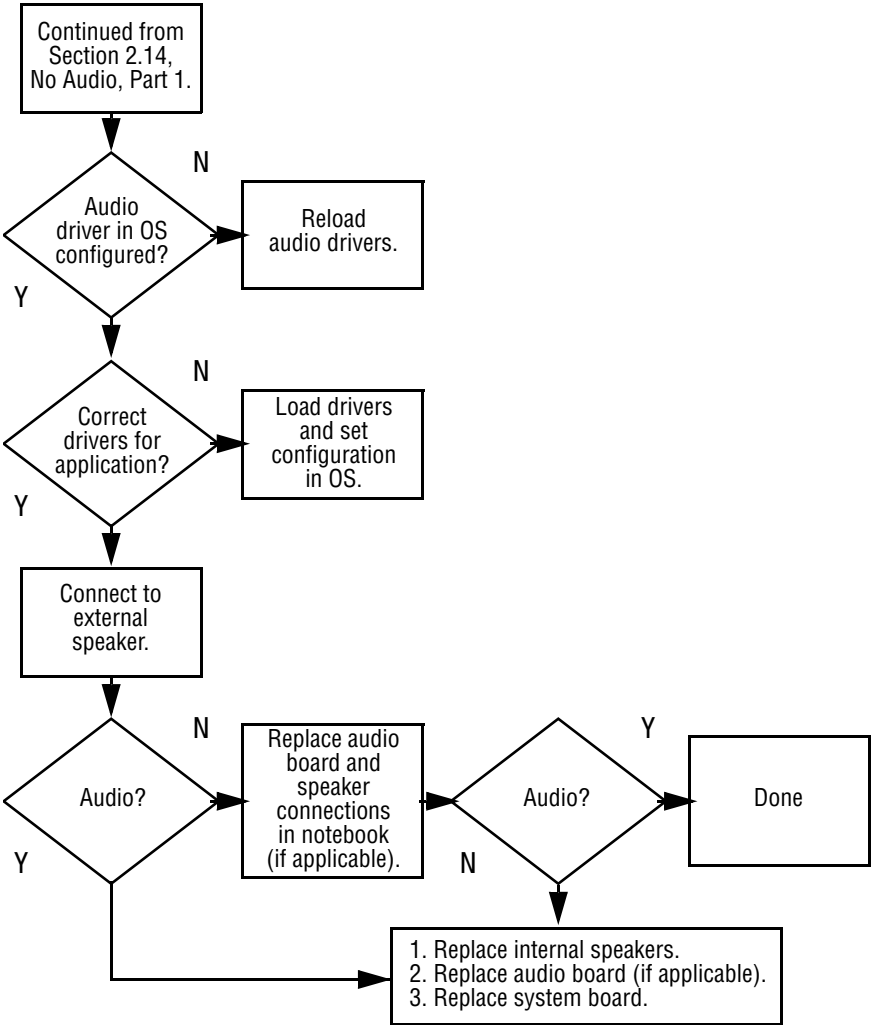 Continued from
Section 2.14,
No Audio, Part 1.
N
Audio
driver in OS
configured?
Reload
audio drivers.
Y
N
Correct
drivers for
application?
Load drivers
and set
configuration
in OS.
Y
Connect to
external
speaker.
N
Audio?
Replace audio
board and
speaker
connections
in notebook
(if applicable).
Y
Audio?
Y
Done
N
1. Replace internal speakers.
2. Replace audio board (if applicable).
3. Replace system board.